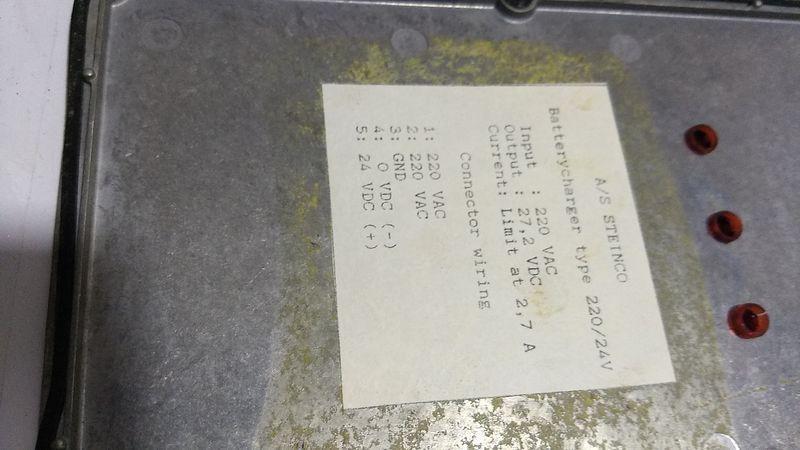 A/S STEINCO
Batterycharger type 220/24V
Input : 220 VAC
Output : 27,2 VDC
Current: Limit at 2,7 A
Connector wiring
1: 220 VAC
2: 220 VAC
3: GND
4: 0 VDC (-)
5: 24 VDC (+)